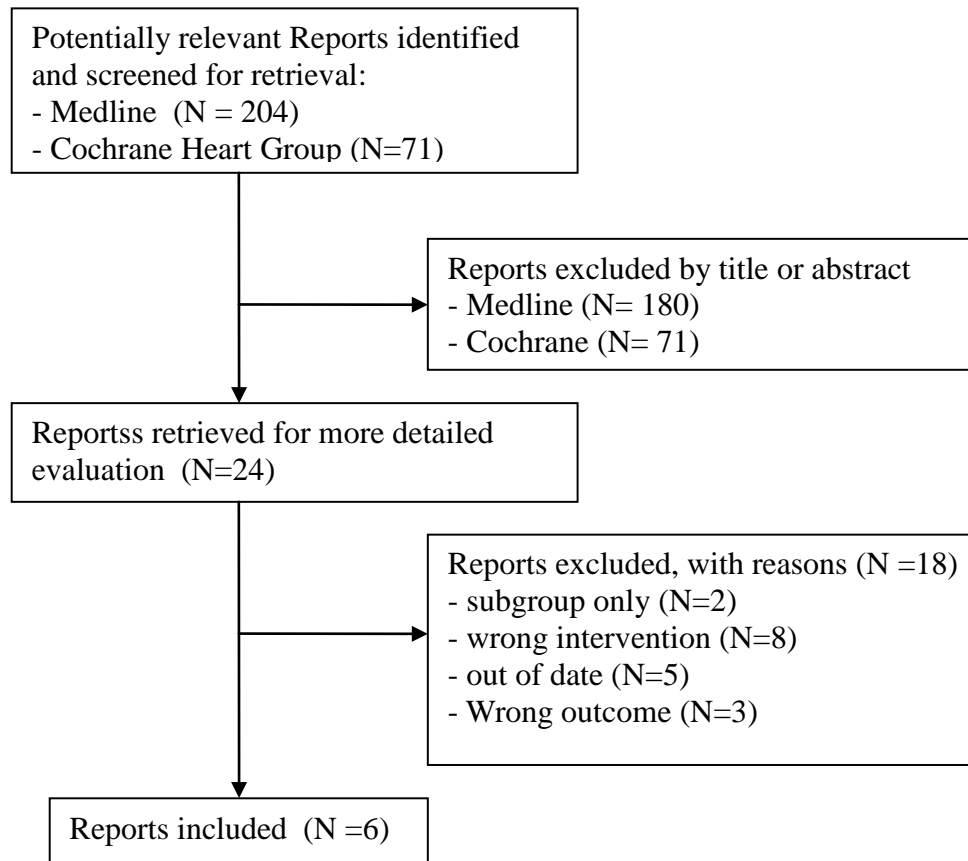 Potentially relevant Reports identified
and screened for retrieval:
- Medline  (N = 204)
- Cochrane Heart Group (N=71)
Reports excluded by title or abstract
- Medline (N= 180)
- Cochrane (N= 71)
Reportss retrieved for more detailed
evaluation  (N=24)
Reports excluded, with reasons (N =18)
- subgroup only (N=2)
- wrong intervention (N=8)
- out of date (N=5)
- Wrong outcome (N=3)
Reports included  (N =6)